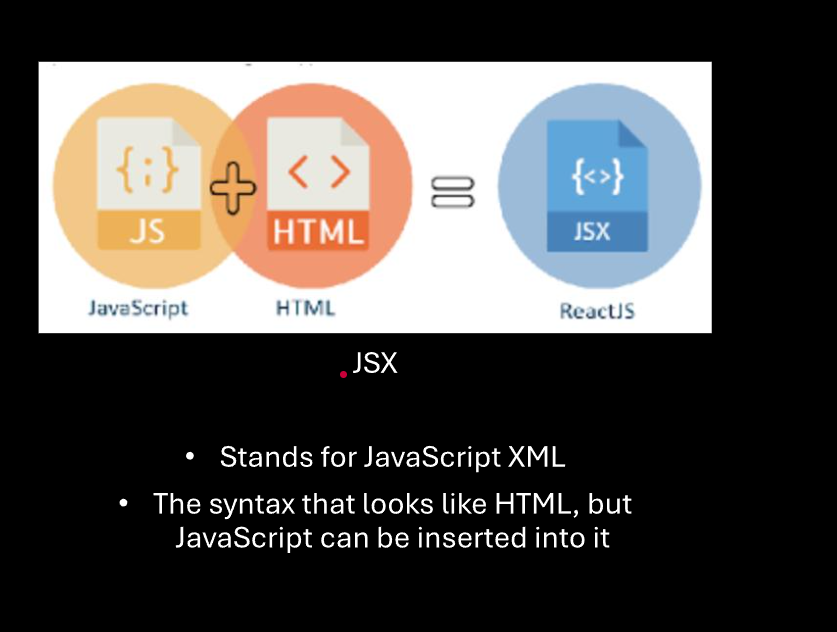 {;}
JS
< >
HTML
{<>}
JSX
JavaScript
HTML
ReactJS
JSX
• Stands for JavaScript XML
• The syntax that looks like HTML, but
JavaScript can be inserted into it